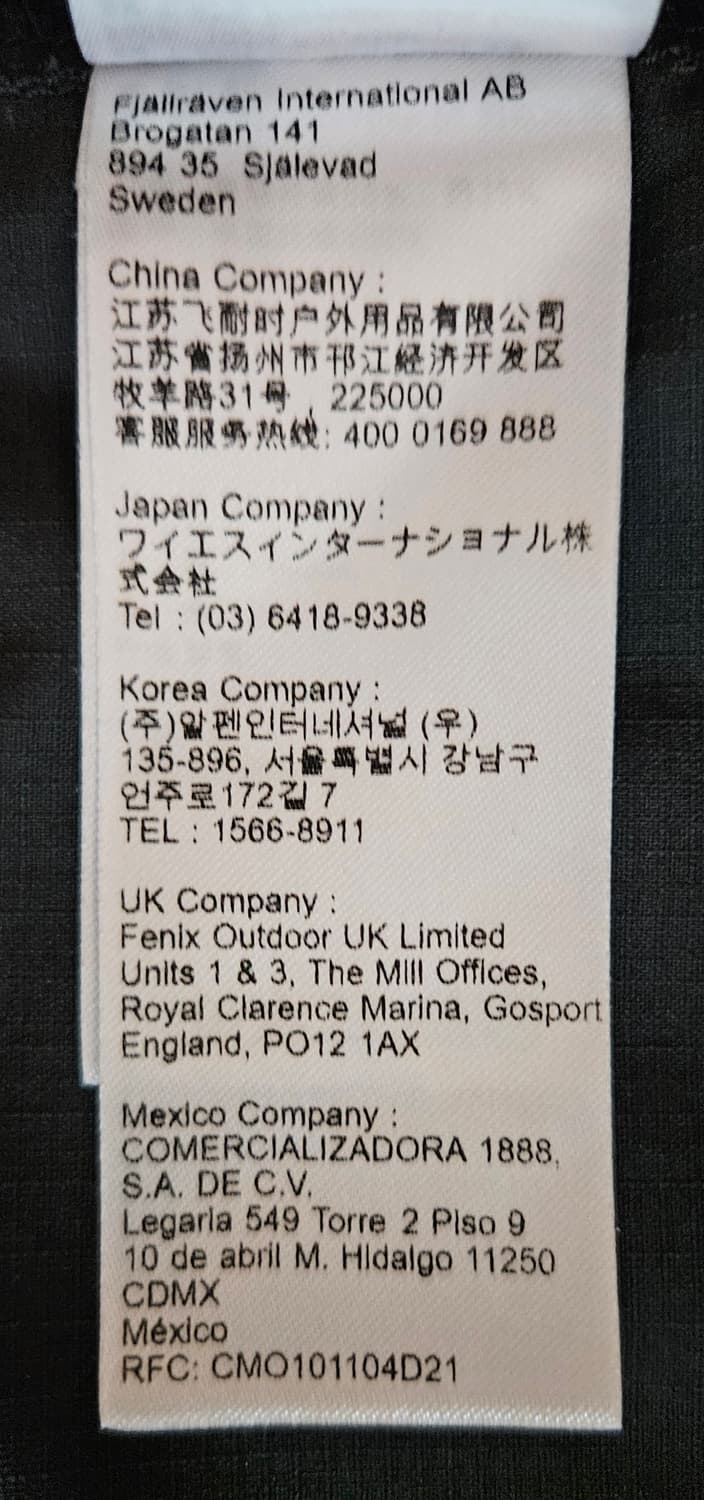 Fjällräven International AB
Brogatan 141
894 35 Själevad
Sweden
China Company :
江苏飞耐时户外用品有限公司
江苏省扬州市邗江经济开发区
牧羊路31号 , 225000
客服服务热线: 400 0169 888
Japan Company :
ワイエスインターナショナル株
式会社
Tel : (03) 6418-9338
Korea Company :
(주)알펜인터네셔널 (우)
135-896, 서울특별시 강남구
언주로172길 7
TEL : 1566-8911
UK Company :
Fenix Outdoor UK Limited
Units 1 & 3, The Mill Offices,
Royal Clarence Marina, Gosport
England, PO12 1AX
Mexico Company :
COMERCIALIZADORA 1888,
S.A. DE C.V.
Legaria 549 Torre 2 Piso 9
10 de abril M. Hidalgo 11250
CDMX
México
RFC: CMO101104D21